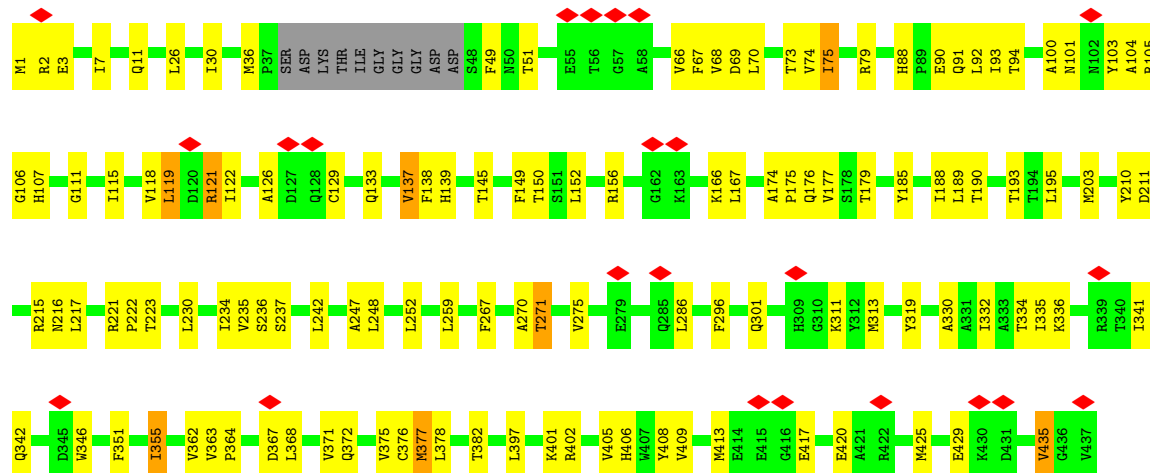 M1 R2 E3 I7 Q11 L26 I30 M36 P37 SER ASP LYS THR ILE GLY GLY GLY ASP ASP S48 F49 N50 T51 E55 T56 G57 A58 V66 F67 V68 D69 L70 T73 V74 I75 R79 H88 P89 E90 Q91 L92 I93 T94 A100 N101 N102 Y103 A104 R105
G106 H107 G111 I115 V118 L119 D120 R121 I122 A126 D127 Q128 C129 Q133 V137 F138 H139 T145 F149 T150 S151 L152 R156 G162 K163 K166 L167 A174 P175 Q176 V177 S178 T179 Y185 I188 L189 T190 T193 T194 L195 M203 Y210 D211
R215 N216 L217 R221 P222 T223 L230 I234 V235 S236 S237 L242 A247 L248 L252 L259 F267 A270 T271 V275 E279 Q285 L286 F296 Q301 H309 G310 K311 Y312 M313 Y319 A330 A331 I332 A333 T334 I335 K336 R339 T340 I341
Q342 D345 W346 F351 I355 V362 V363 P364 D367 L368 V371 Q372 V375 C376 M377 L378 T382 L397 K401 R402 V405 H406 W407 Y408 V409 M413 E414 E415 G416 E417 E420 A421 R422 M425 E429 K430 D431 V435 G436 V437